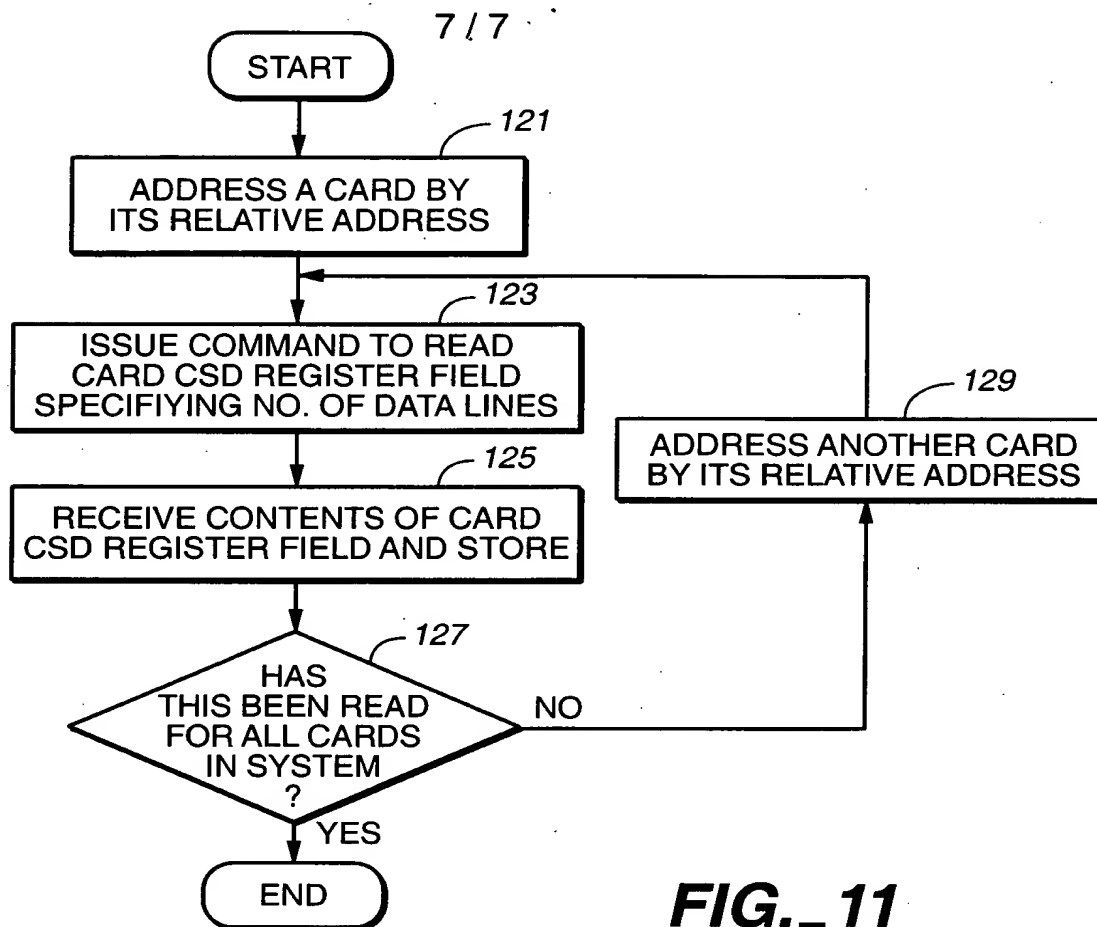 7 / 7
START
121
ADDRESS A CARD BY
ITS RELATIVE ADDRESS
123
ISSUE COMMAND TO READ
CARD CSD REGISTER FIELD
SPECIFIYING NO. OF DATA LINES
129
ADDRESS ANOTHER CARD
BY ITS RELATIVE ADDRESS
125
RECEIVE CONTENTS OF CARD
CSD REGISTER FIELD AND STORE
127
HAS
THIS BEEN READ
FOR ALL CARDS
IN SYSTEM
?
NO
YES
END
FIG._ 11